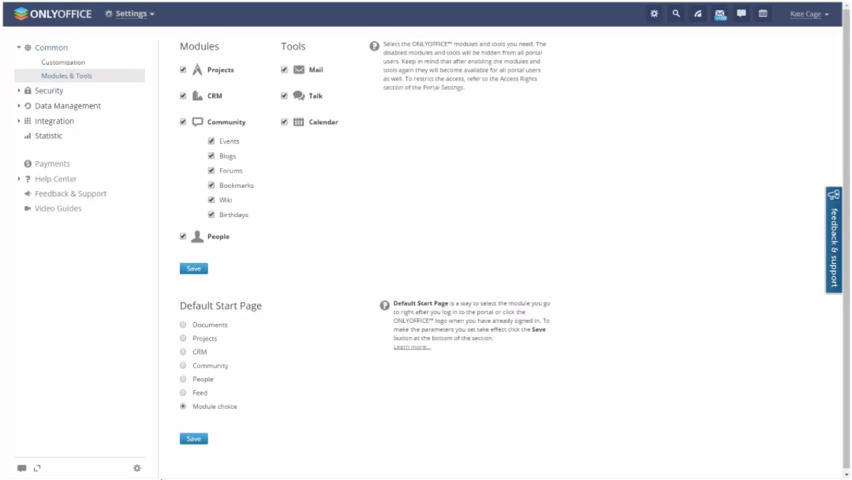 ONLYOFFICE
Settings
Kate Cage
Common
Customization
Modules & Tools
Security
Data Management
Integration
Statistic
Payments
Help Center
Feedback & Support
Video Guides
Modules
Projects
CRM
Community
Events
Blogs
Forums
Bookmarks
Wiki
Birthdays
People
Save
Tools
Mail
Talk
Calendar
Select the ONLYOFFICE™ modules and tools you need. The
disabled modules and tools will be hidden from all portal
users. Keep in mind that after enabling the modules and
tools again they will become available for all portal users
as well. To restrict the access, refer to the Access Rights
section of the Portal Settings.
Default Start Page
Documents
Projects
CRM
Community
People
Feed
Module choice
Save
Default Start Page is a way to select the module you go
to right after you log in to the portal or click the
ONLYOFFICE™ logo when you have already signed in. To
make the parameters you set take effect click the Save
button at the bottom of the section.
Learn more...
feedback & support